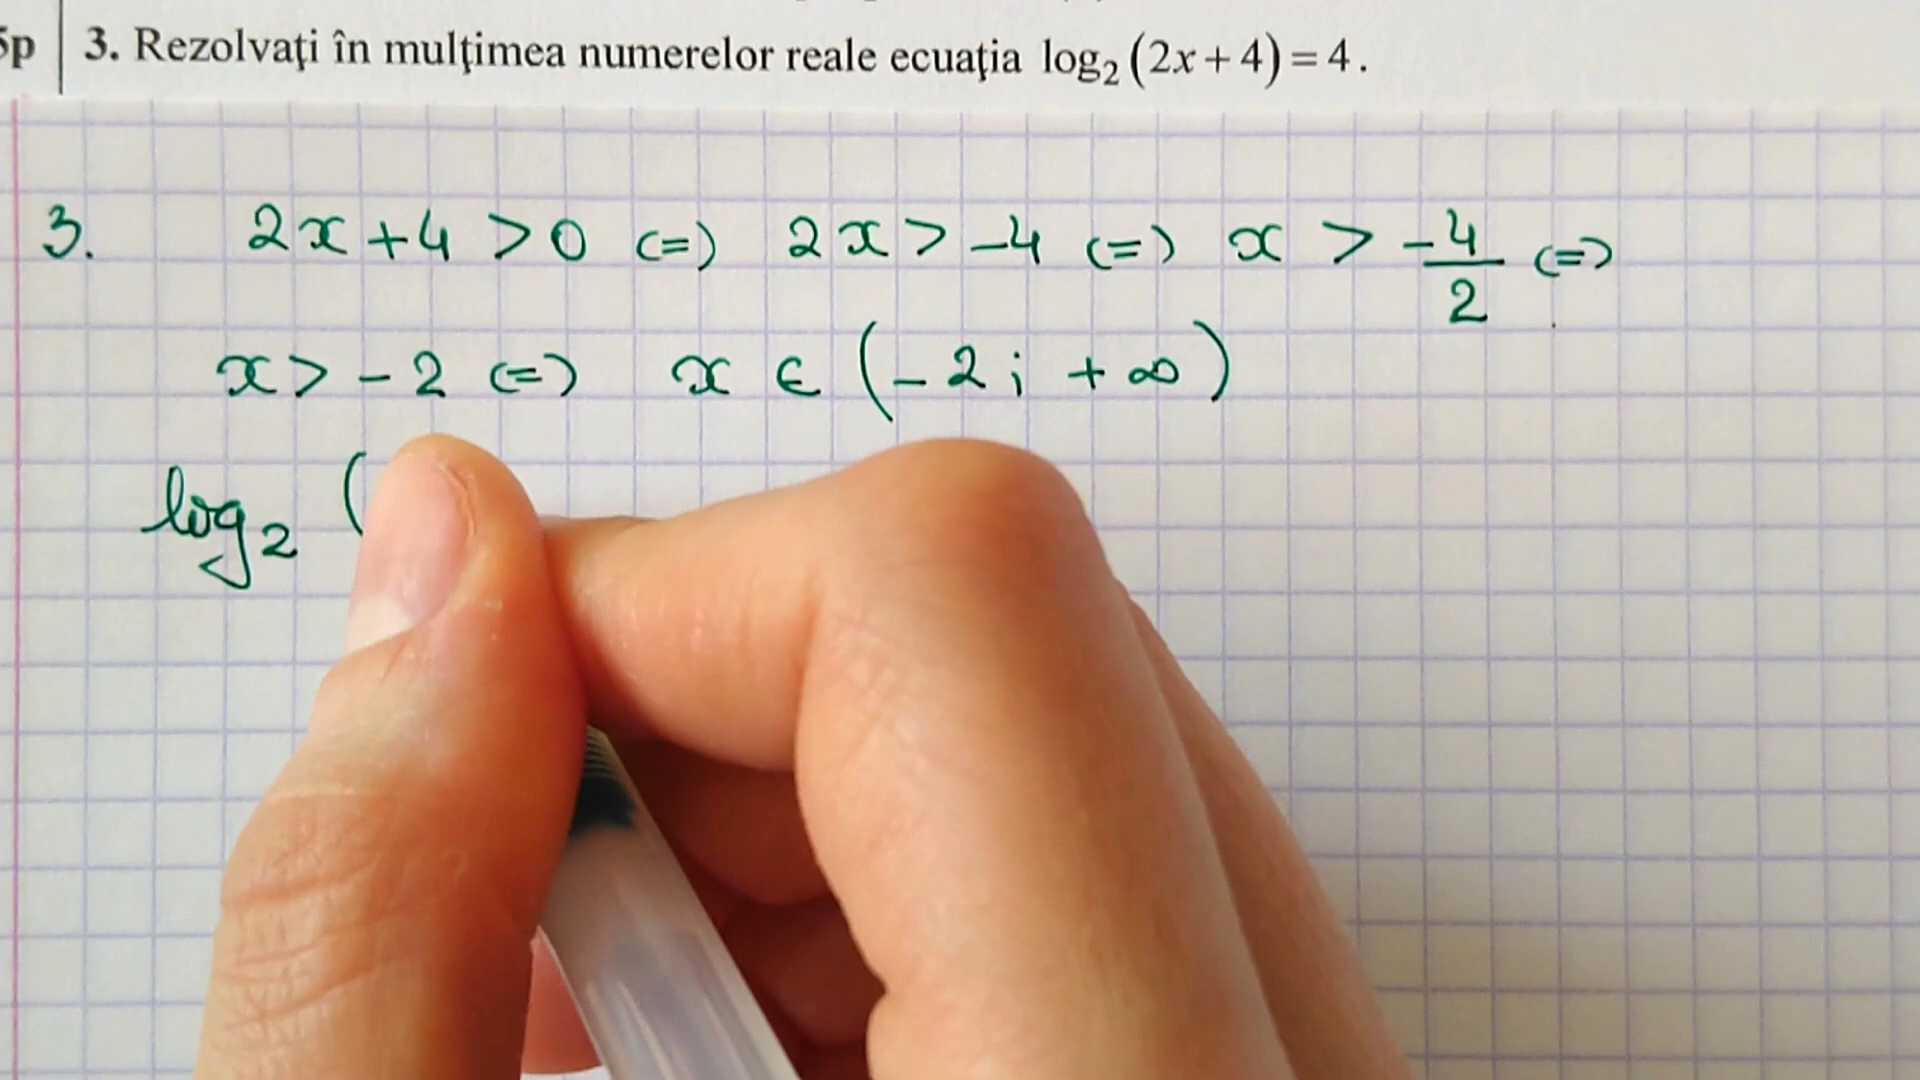 5p 3. Rezolvaţi în mulţimea numerelor reale ecuaţia log₂(2x+4)=4.
3. 2x+4>0 (=) 2x>-4 (=) x>-4/2 (=)
x>-2 (=) x∈(-2; +∞)
log₂ (